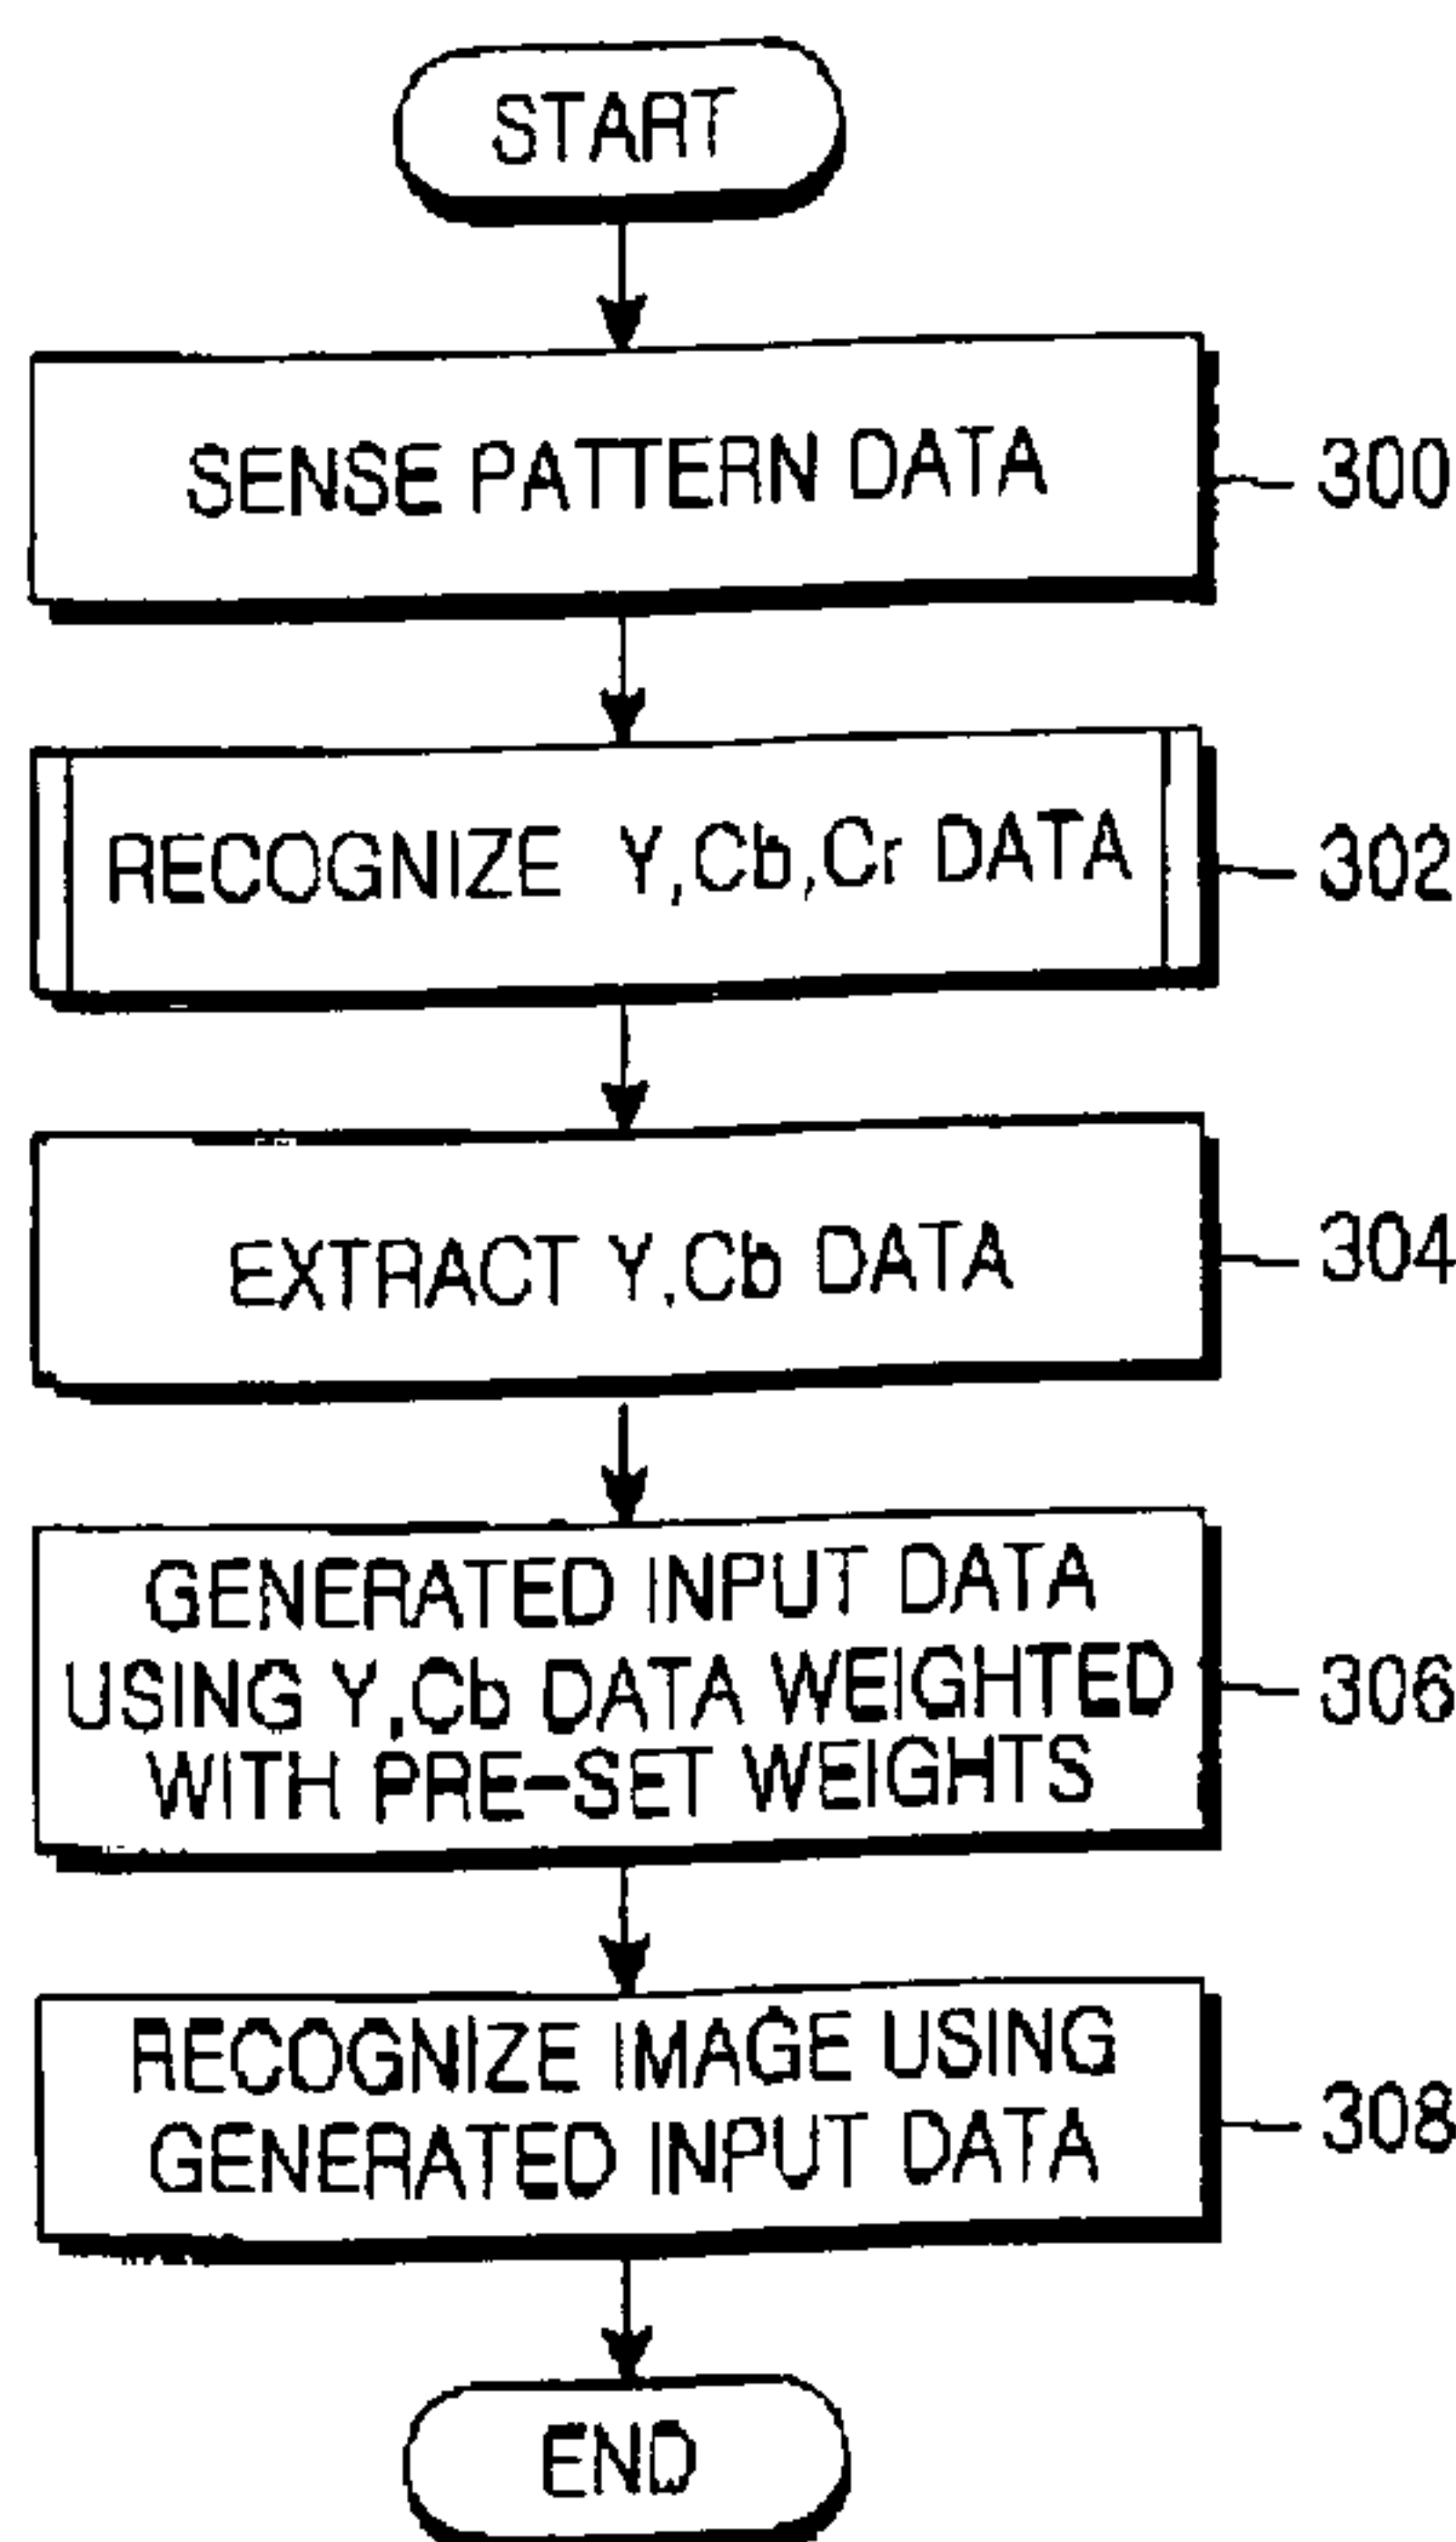 START
SENSE PATTERN DATA
300
RECOGNIZE Y,Cb,Cr DATA
302
EXTRACT Y,Cb DATA
304
GENERATED INPUT DATA
USING Y,Cb DATA WEIGHTED
WITH PRE-SET WEIGHTS
306
RECOGNIZE IMAGE USING
GENERATED INPUT DATA
308
END